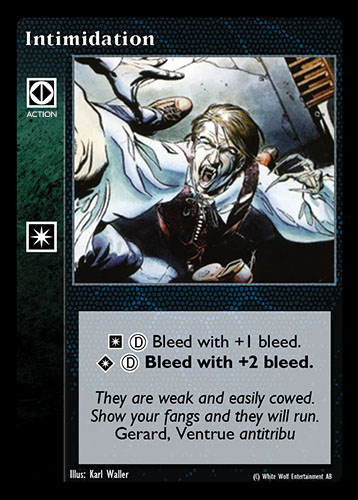 Intimidation
ACTION
D Bleed with +1 bleed.
D Bleed with +2 bleed.
They are weak and easily cowed.
Show your fangs and they will run.
Gerard, Ventrue antitribu
Illus: Karl Waller
(C) White Wolf Entertainment AB